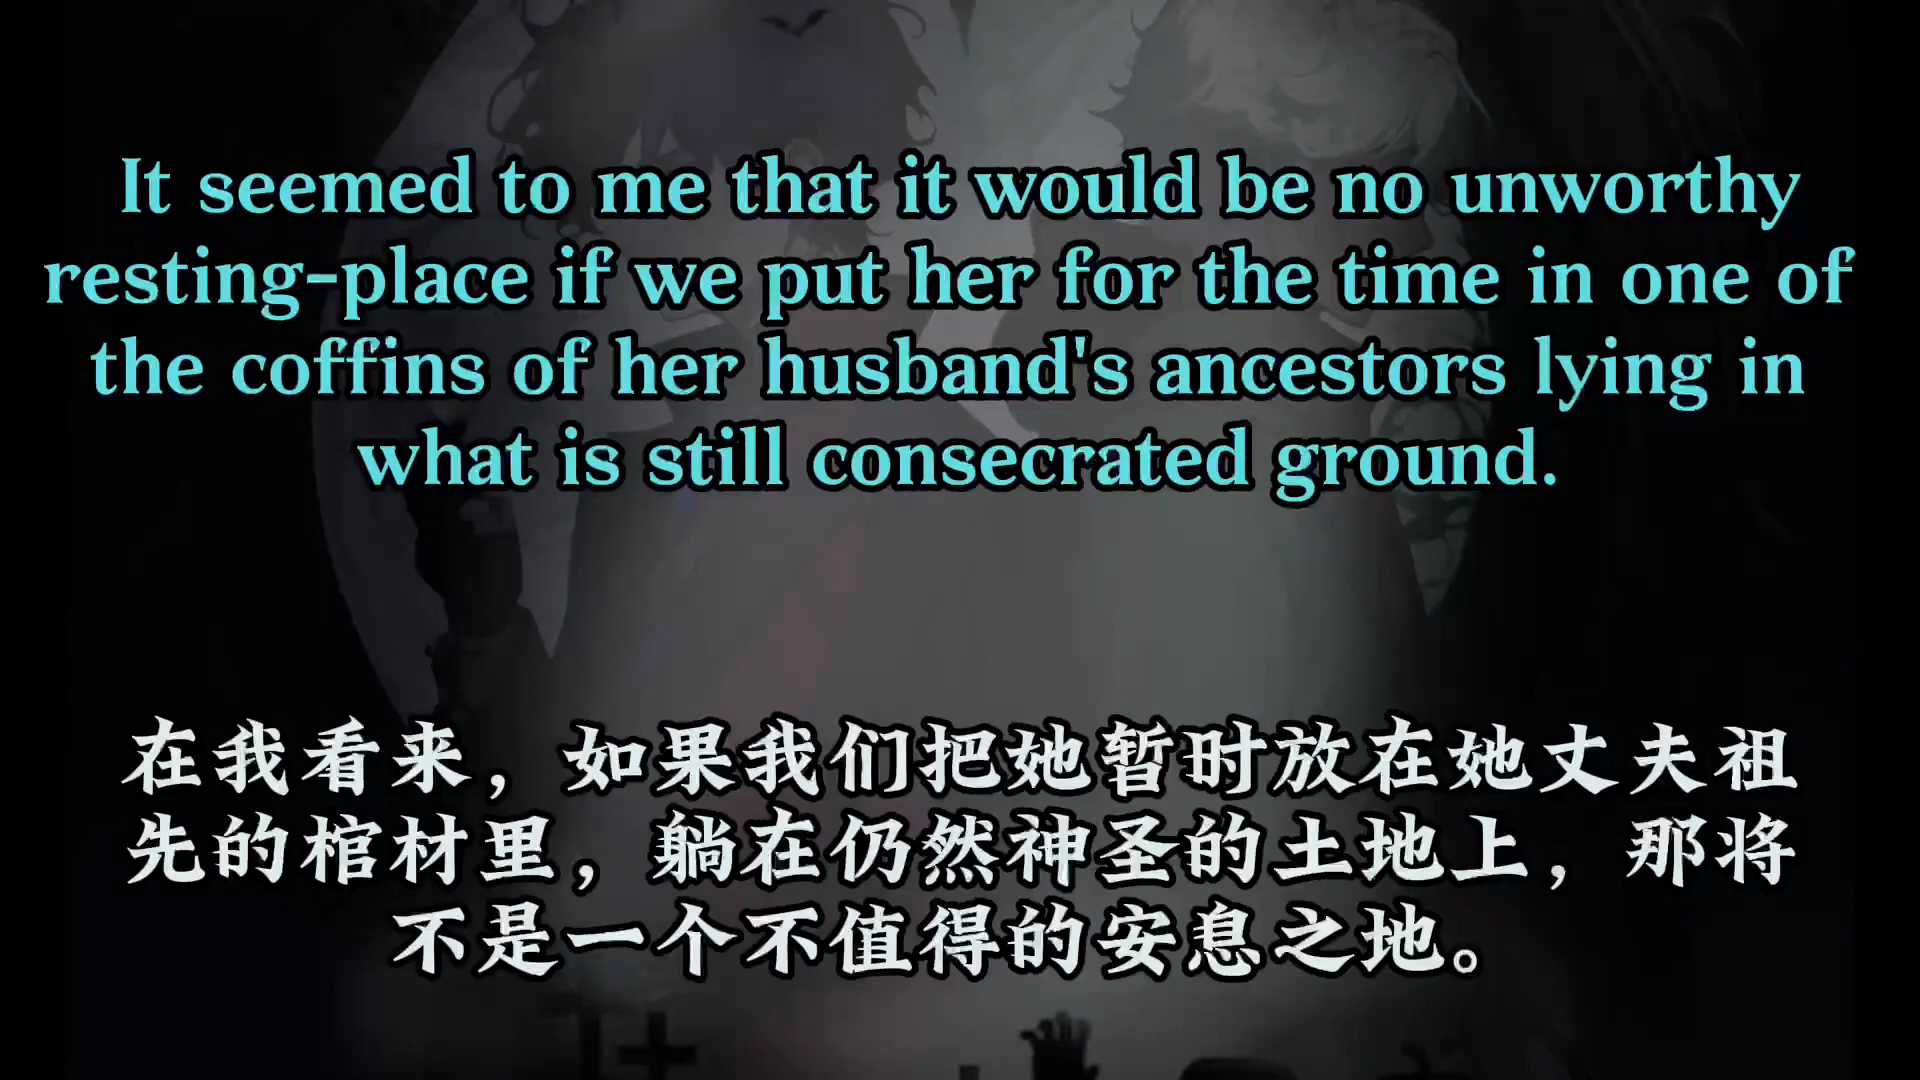 It seemed to me that it would be no unworthy
resting-place if we put her for the time in one of
the coffins of her husband's ancestors lying in
what is still consecrated ground.
在我看来，如果我们把她暂时放在她丈夫祖
先的棺材里，躺在仍然神圣的土地上，那将
不是一个不值得的安息之地。